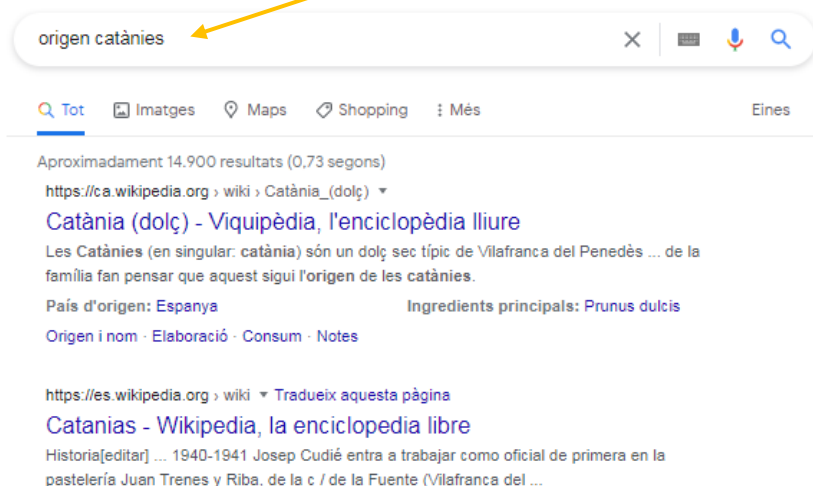 origen catànies
Tot Imatges Maps Shopping Més Eines
Aproximadament 14.900 resultats (0,73 segons)
https://ca.wikipedia.org › wiki › Catània_(dolç)
Catània (dolç) - Viquipèdia, l'enciclopèdia lliure
Les Catànies (en singular: catània) són un dolç sec típic de Vilafranca del Penedès ... de la
família fan pensar que aquest sigui l'origen de les catànies.
País d'origen: Espanya Ingredients principals: Prunus dulcis
Origen i nom · Elaboració · Consum · Notes
https://es.wikipedia.org › wiki Tradueix aquesta pàgina
Catanias - Wikipedia, la enciclopedia libre
Historia[editar] ... 1940-1941 Josep Cudié entra a trabajar como oficial de primera en la
pastelería Juan Trenes y Riba, de la c / de la Fuente (Vilafranca del ...